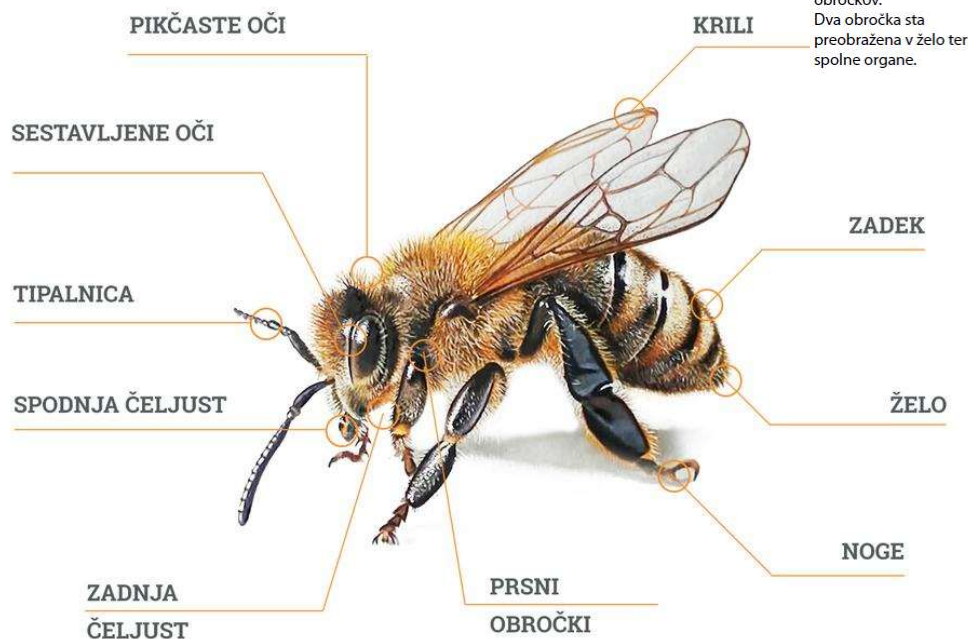 obročkov.
Dva obročka sta
preobražena v želo ter
spolne organe.
PIKČASTE OČI
KRILI
SESTAVLJENE OČI
ZADEK
TIPALNICA
SPODNJA ČELJUST
ŽELO
NOGE
ZADNJA
ČELJUST
PRSNI
OBROČKI